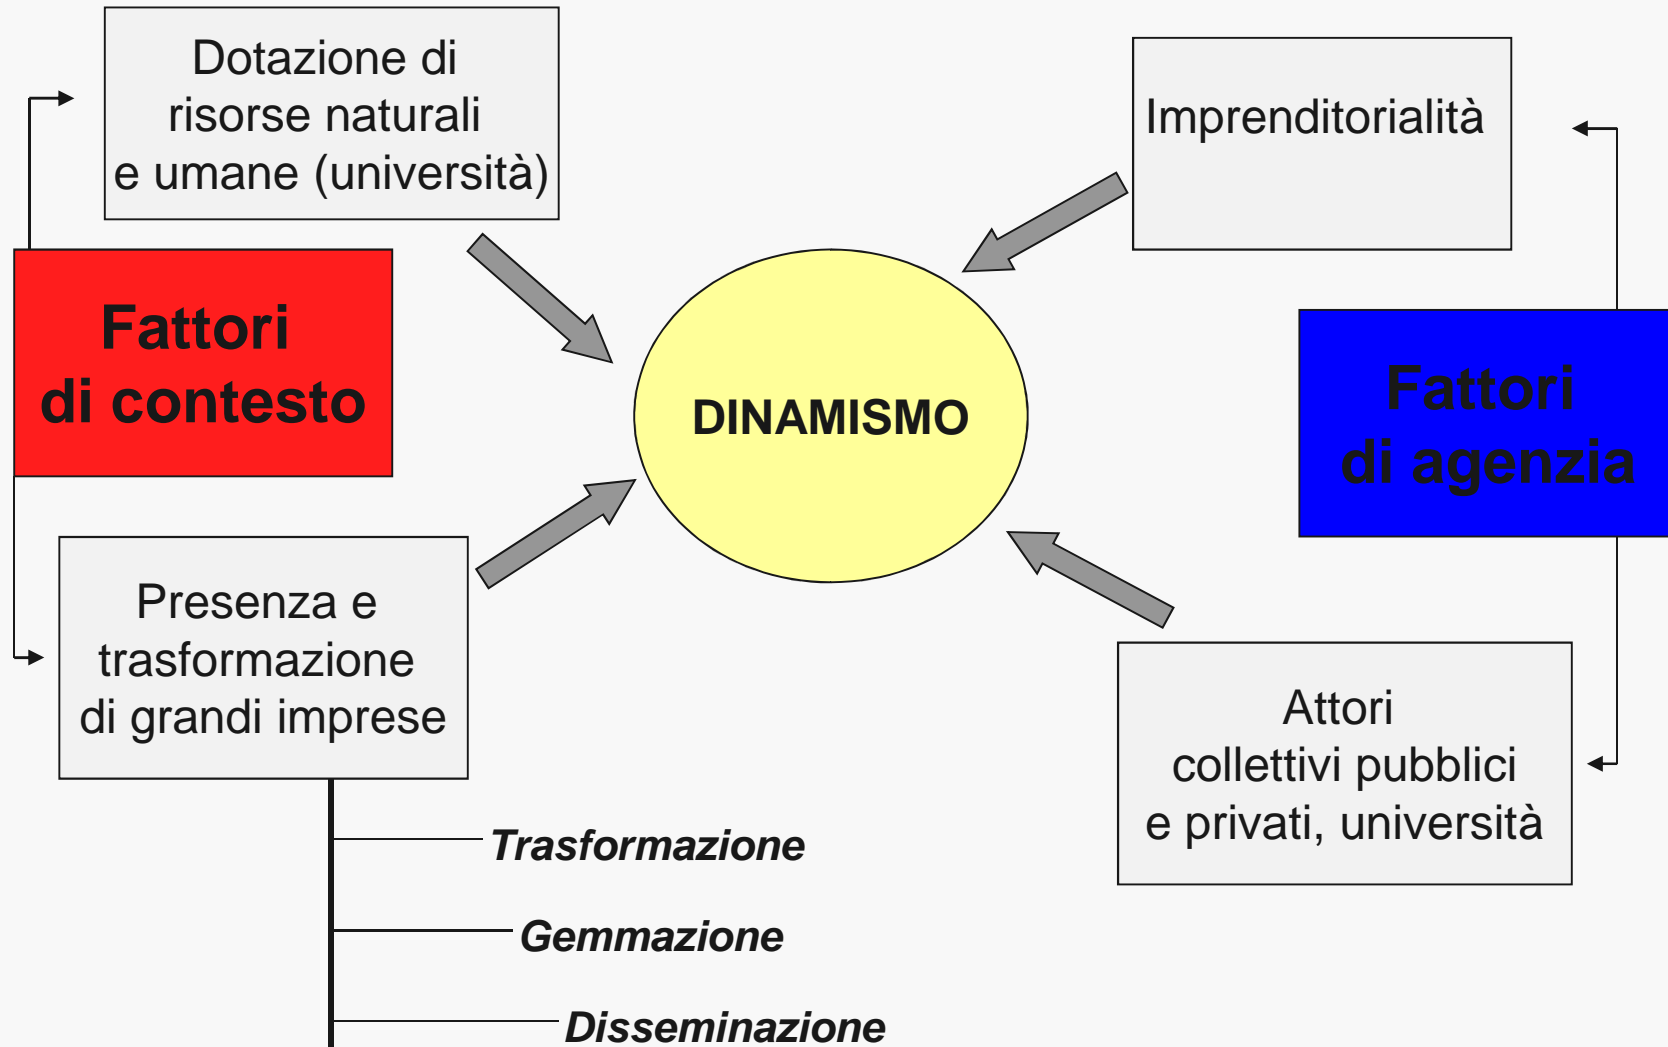 Dotazione di
risorse naturali
e umane (università)
Imprenditorialità
Fattori
di contesto
DINAMISMO
Fattori
di agenzia
Presenza e
trasformazione
di grandi imprese
Attori
collettivi pubblici
e privati, università
Trasformazione
Gemmazione
Disseminazione